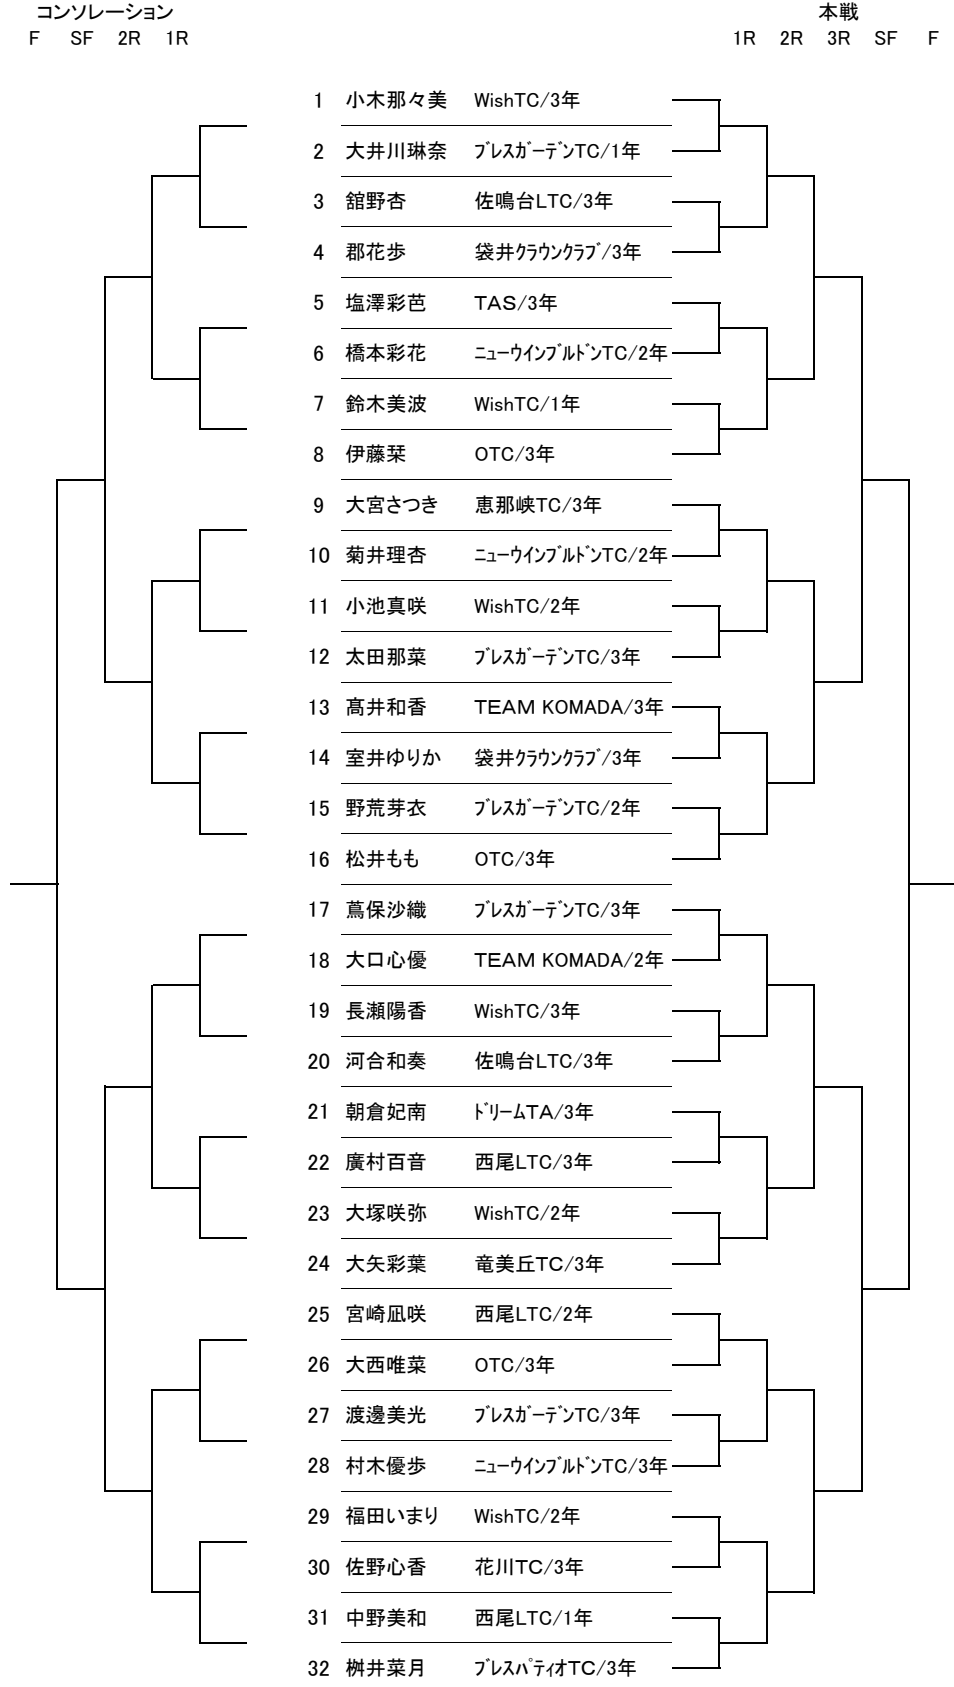 コンソレーション 本戦
F SF 2R 1R 1R 2R 3R SF F
1 小木那々美 WishTC/3年
2 大井川琳奈 ﾌﾞﾚｽｶﾞｰﾃﾞﾝTC/1年
3 舘野杏 佐鳴台LTC/3年
4 郡花歩 袋井ｸﾗｳﾝｸﾗﾌﾞ/3年
5 塩澤彩芭 TAS/3年
6 橋本彩花 ﾆｭｰｳｲﾝﾌﾞﾙﾄﾞﾝTC/2年
7 鈴木美波 WishTC/1年
8 伊藤栞 OTC/3年
9 大宮さつき 恵那峡TC/3年
10 菊井理杏 ﾆｭｰｳｲﾝﾌﾞﾙﾄﾞﾝTC/2年
11 小池真咲 WishTC/2年
12 太田那菜 ﾌﾞﾚｽｶﾞｰﾃﾞﾝTC/3年
13 髙井和香 TEAM KOMADA/3年
14 室井ゆりか 袋井ｸﾗｳﾝｸﾗﾌﾞ/3年
15 野荒芽衣 ﾌﾞﾚｽｶﾞｰﾃﾞﾝTC/2年
16 松井もも OTC/3年
17 蔦保沙織 ﾌﾞﾚｽｶﾞｰﾃﾞﾝTC/3年
18 大口心優 TEAM KOMADA/2年
19 長瀬陽香 WishTC/3年
20 河合和奏 佐鳴台LTC/3年
21 朝倉妃南 ﾄﾞﾘｰﾑTA/3年
22 廣村百音 西尾LTC/3年
23 大塚咲弥 WishTC/2年
24 大矢彩葉 竜美丘TC/3年
25 宮崎凪咲 西尾LTC/2年
26 大西唯菜 OTC/3年
27 渡邊美光 ﾌﾞﾚｽｶﾞｰﾃﾞﾝTC/3年
28 村木優歩 ﾆｭｰｳｲﾝﾌﾞﾙﾄﾞﾝTC/3年
29 福田いまり WishTC/2年
30 佐野心香 花川TC/3年
31 中野美和 西尾LTC/1年
32 桝井菜月 ﾌﾞﾚｽﾊﾟﾃｨｵTC/3年